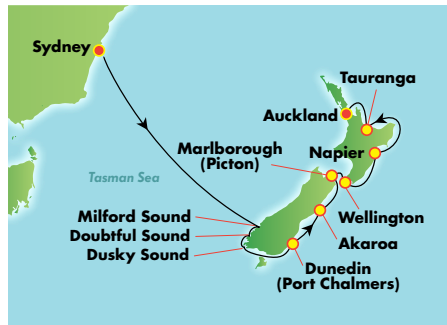 Sydney
Tauranga
Auckland
Marlborough
(Picton)
Napier
Tasman Sea
Wellington
Milford Sound
Doubtful Sound
Dusky Sound
Akaroa
Dunedin
(Port Chalmers)